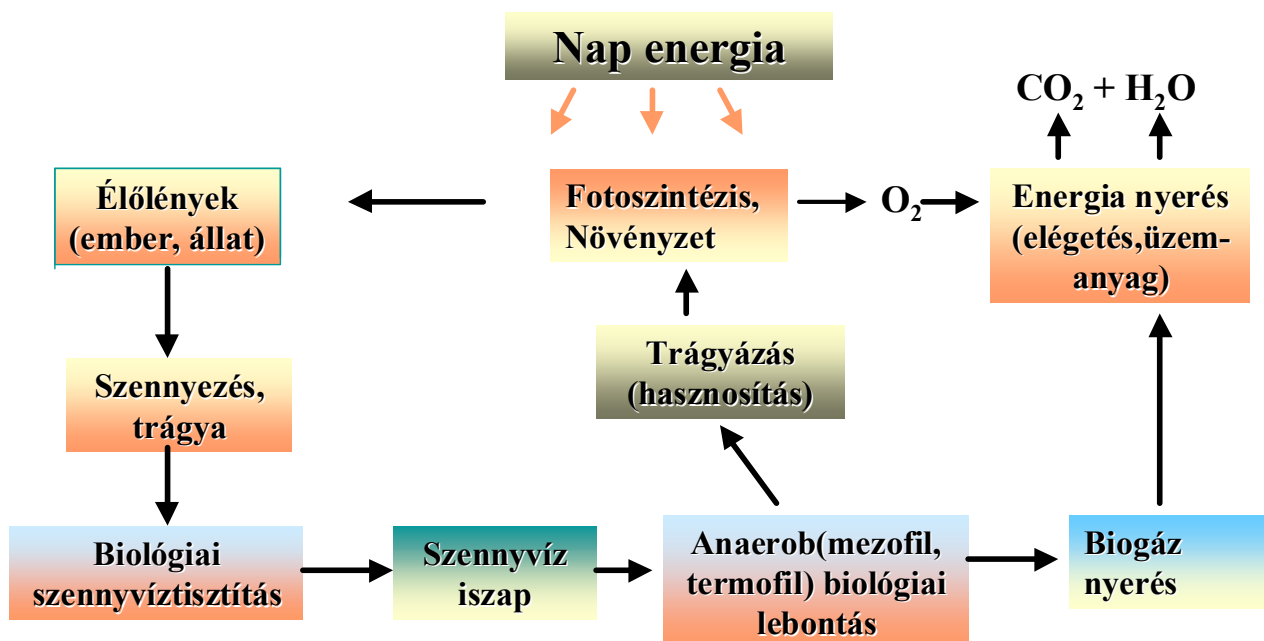 Nap energia
CO₂ + H₂O
Élőlények
(ember, állat)
Fotoszintézis,
Növényzet
O₂
Energia nyerés
(elégetés,üzem-
anyag)
Szennyezés,
trágya
Trágyázás
(hasznosítás)
Biológiai
szennyvíztisztítás
Szennyvíz
iszap
Anaerob(mezofil,
termofil) biológiai
lebontás
Biogáz
nyerés